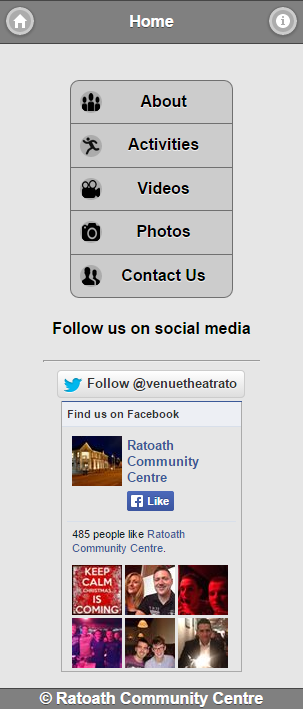 Home
About
Activities
Videos
Photos
Contact Us
Follow us on social media
Follow @venuetheatrato
Find us on Facebook
Ratoath
Community
Centre
Like
485 people like Ratoath
Community Centre.
KEEP
CALM
CHRISTMAS
IS
COMING
© Ratoath Community Centre